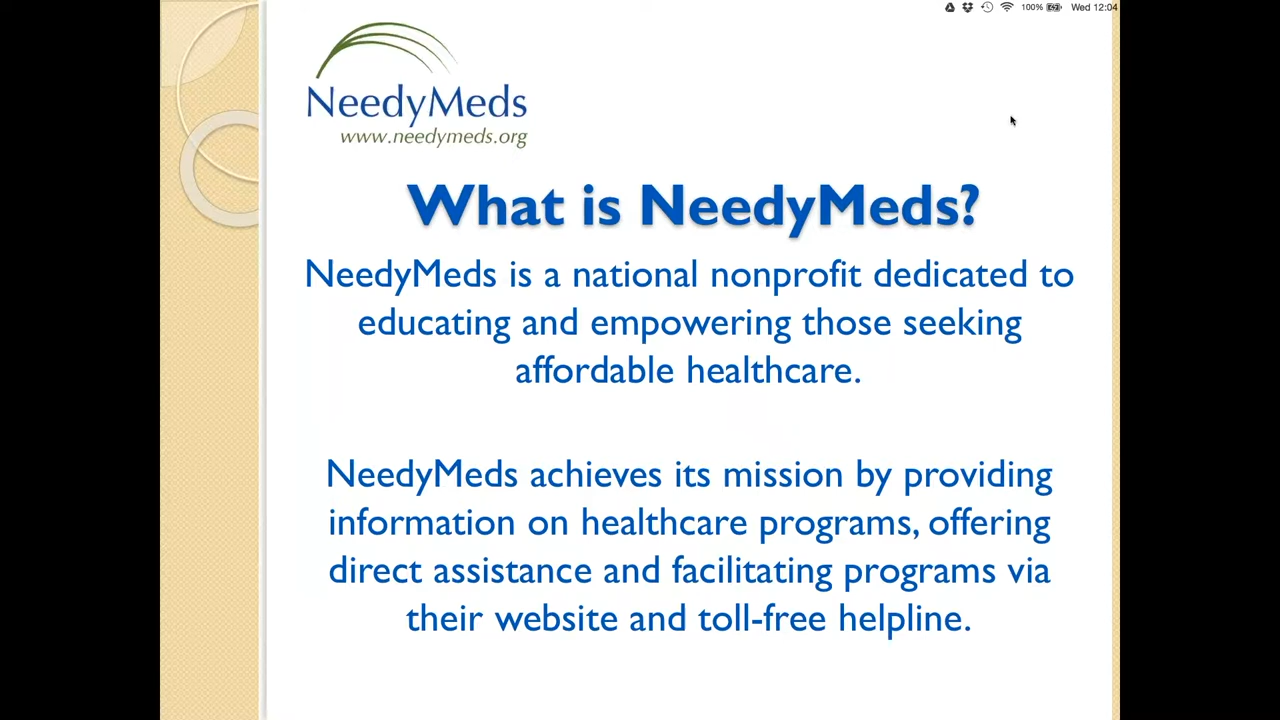 100% Wed 12:04
NeedyMeds
www.needymeds.org
What is NeedyMeds?
NeedyMeds is a national nonprofit dedicated to
educating and empowering those seeking
affordable healthcare.
NeedyMeds achieves its mission by providing
information on healthcare programs, offering
direct assistance and facilitating programs via
their website and toll-free helpline.